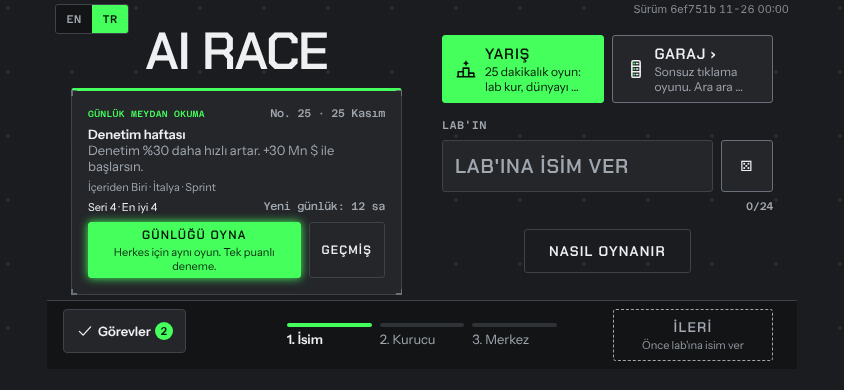 EN TR
Sürüm 6ef751b 11-26 00:00
AI RACE
GÜNLÜK MEYDAN OKUMA
No. 25 · 25 Kasım
Denetim haftası
Denetim %30 daha hızlı artar. +30 Mn $ ile
başlarsın.
İçeriden Biri · İtalya · Sprint
Seri 4 · En iyi 4
Yeni günlük: 12 sa
GÜNLÜĞÜ OYNA
Herkes için aynı oyun. Tek puanlı
deneme.
GEÇMİŞ
YARIŞ
25 dakikalık oyun:
lab kur, dünyayı ...
GARAJ ›
Sonsuz tıklama
oyunu. Ara ara ...
LAB'IN
LAB'INA İSİM VER
0/24
NASIL OYNANIR
Görevler 2
1. İsim
2. Kurucu
3. Merkez
İLERİ
Önce lab'ına isim ver